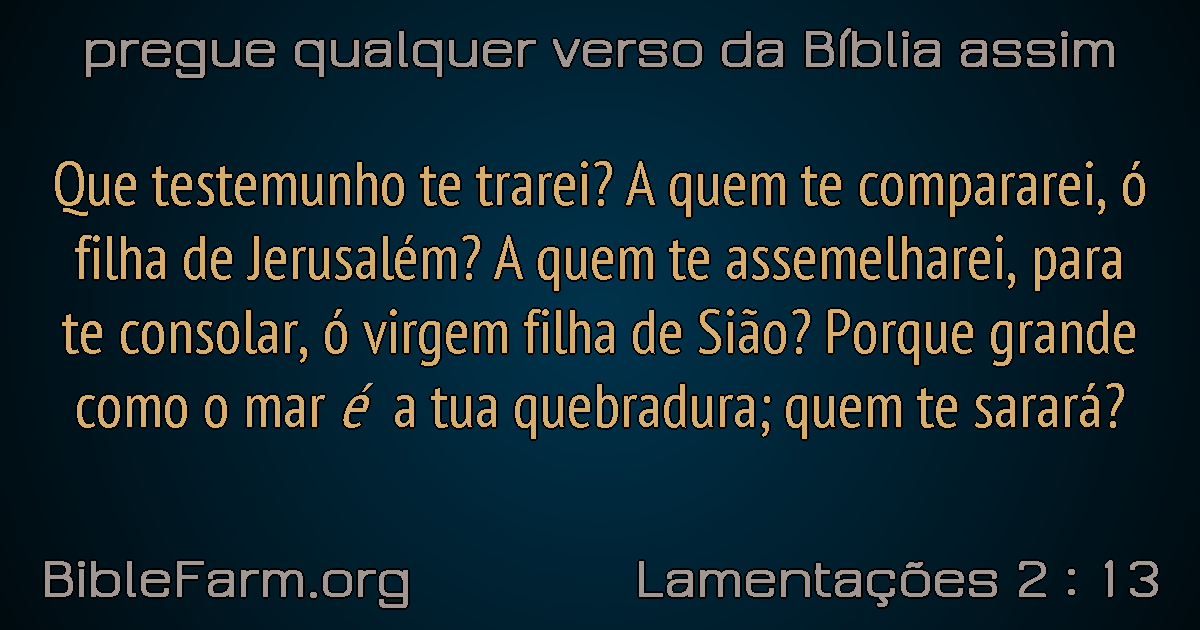 pregue qualquer verso da Bíblia assim
Que testemunho te trarei? A quem te compararei, ó
filha de Jerusalém? A quem te assemelharei, para
te consolar, ó virgem filha de Sião? Porque grande
como o mar é a tua quebradura; quem te sarará?
BibleFarm.org
Lamentações 2 : 13